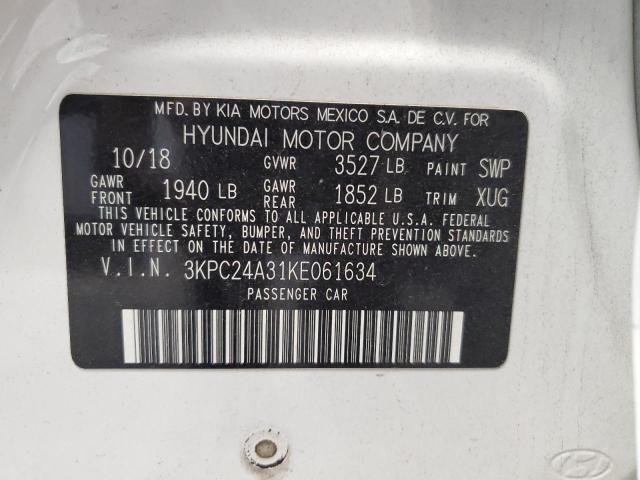 MFD. BY KIA MOTORS MEXICO S.A. DE C.V. FOR
HYUNDAI MOTOR COMPANY
10/18 GVWR 3527 LB PAINT SWP
GAWR FRONT 1940 LB GAWR REAR 1852 LB TRIM XUG
THIS VEHICLE CONFORMS TO ALL APPLICABLE U.S.A. FEDERAL
MOTOR VEHICLE SAFETY, BUMPER, AND THEFT PREVENTION STANDARDS
IN EFFECT ON THE DATE OF MANUFACTURE SHOWN ABOVE.
V.I.N. 3KPC24A31KE061634
PASSENGER CAR